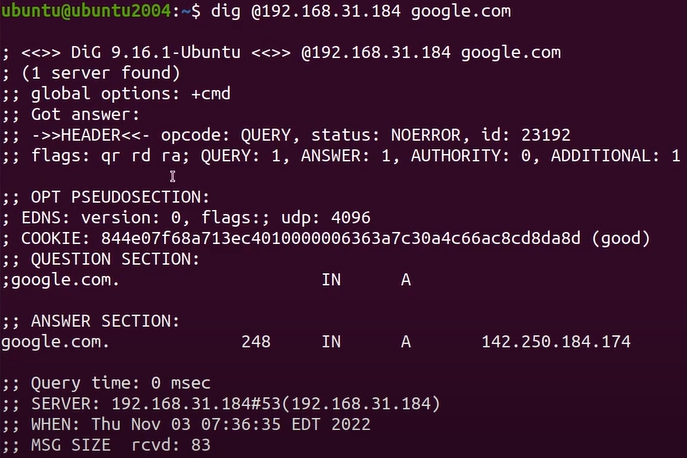 ubuntu@ubuntu2004:~$ dig @192.168.31.184 google.com
; <<>> DiG 9.16.1-Ubuntu <<>> @192.168.31.184 google.com
; (1 server found)
;; global options: +cmd
;; Got answer:
;; ->>HEADER<<- opcode: QUERY, status: NOERROR, id: 23192
;; flags: qr rd ra; QUERY: 1, ANSWER: 1, AUTHORITY: 0, ADDITIONAL: 1
;; OPT PSEUDOSECTION:
; EDNS: version: 0, flags:; udp: 4096
; COOKIE: 844e07f68a713ec4010000006363a7c30a4c66ac8cd8da8d (good)
;; QUESTION SECTION:
;google.com. IN A
;; ANSWER SECTION:
google.com. 248 IN A 142.250.184.174
;; Query time: 0 msec
;; SERVER: 192.168.31.184#53(192.168.31.184)
;; WHEN: Thu Nov 03 07:36:35 EDT 2022
;; MSG SIZE rcvd: 83